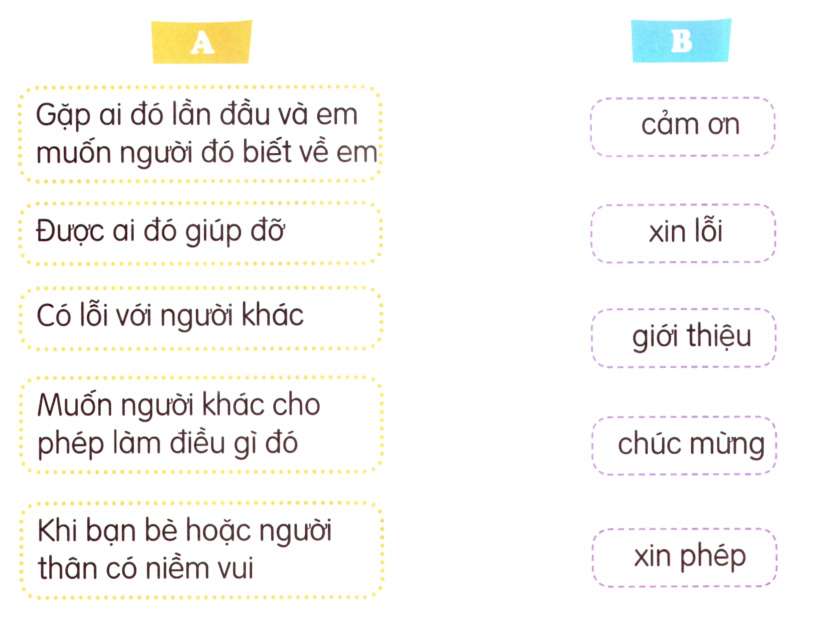 A
B
Gặp ai đó lần đầu và em
muốn người đó biết về em
cảm ơn
Được ai đó giúp đỡ
xin lỗi
Có lỗi với người khác
giới thiệu
Muốn người khác cho
phép làm điều gì đó
chúc mừng
Khi bạn bè hoặc người
thân có niềm vui
xin phép